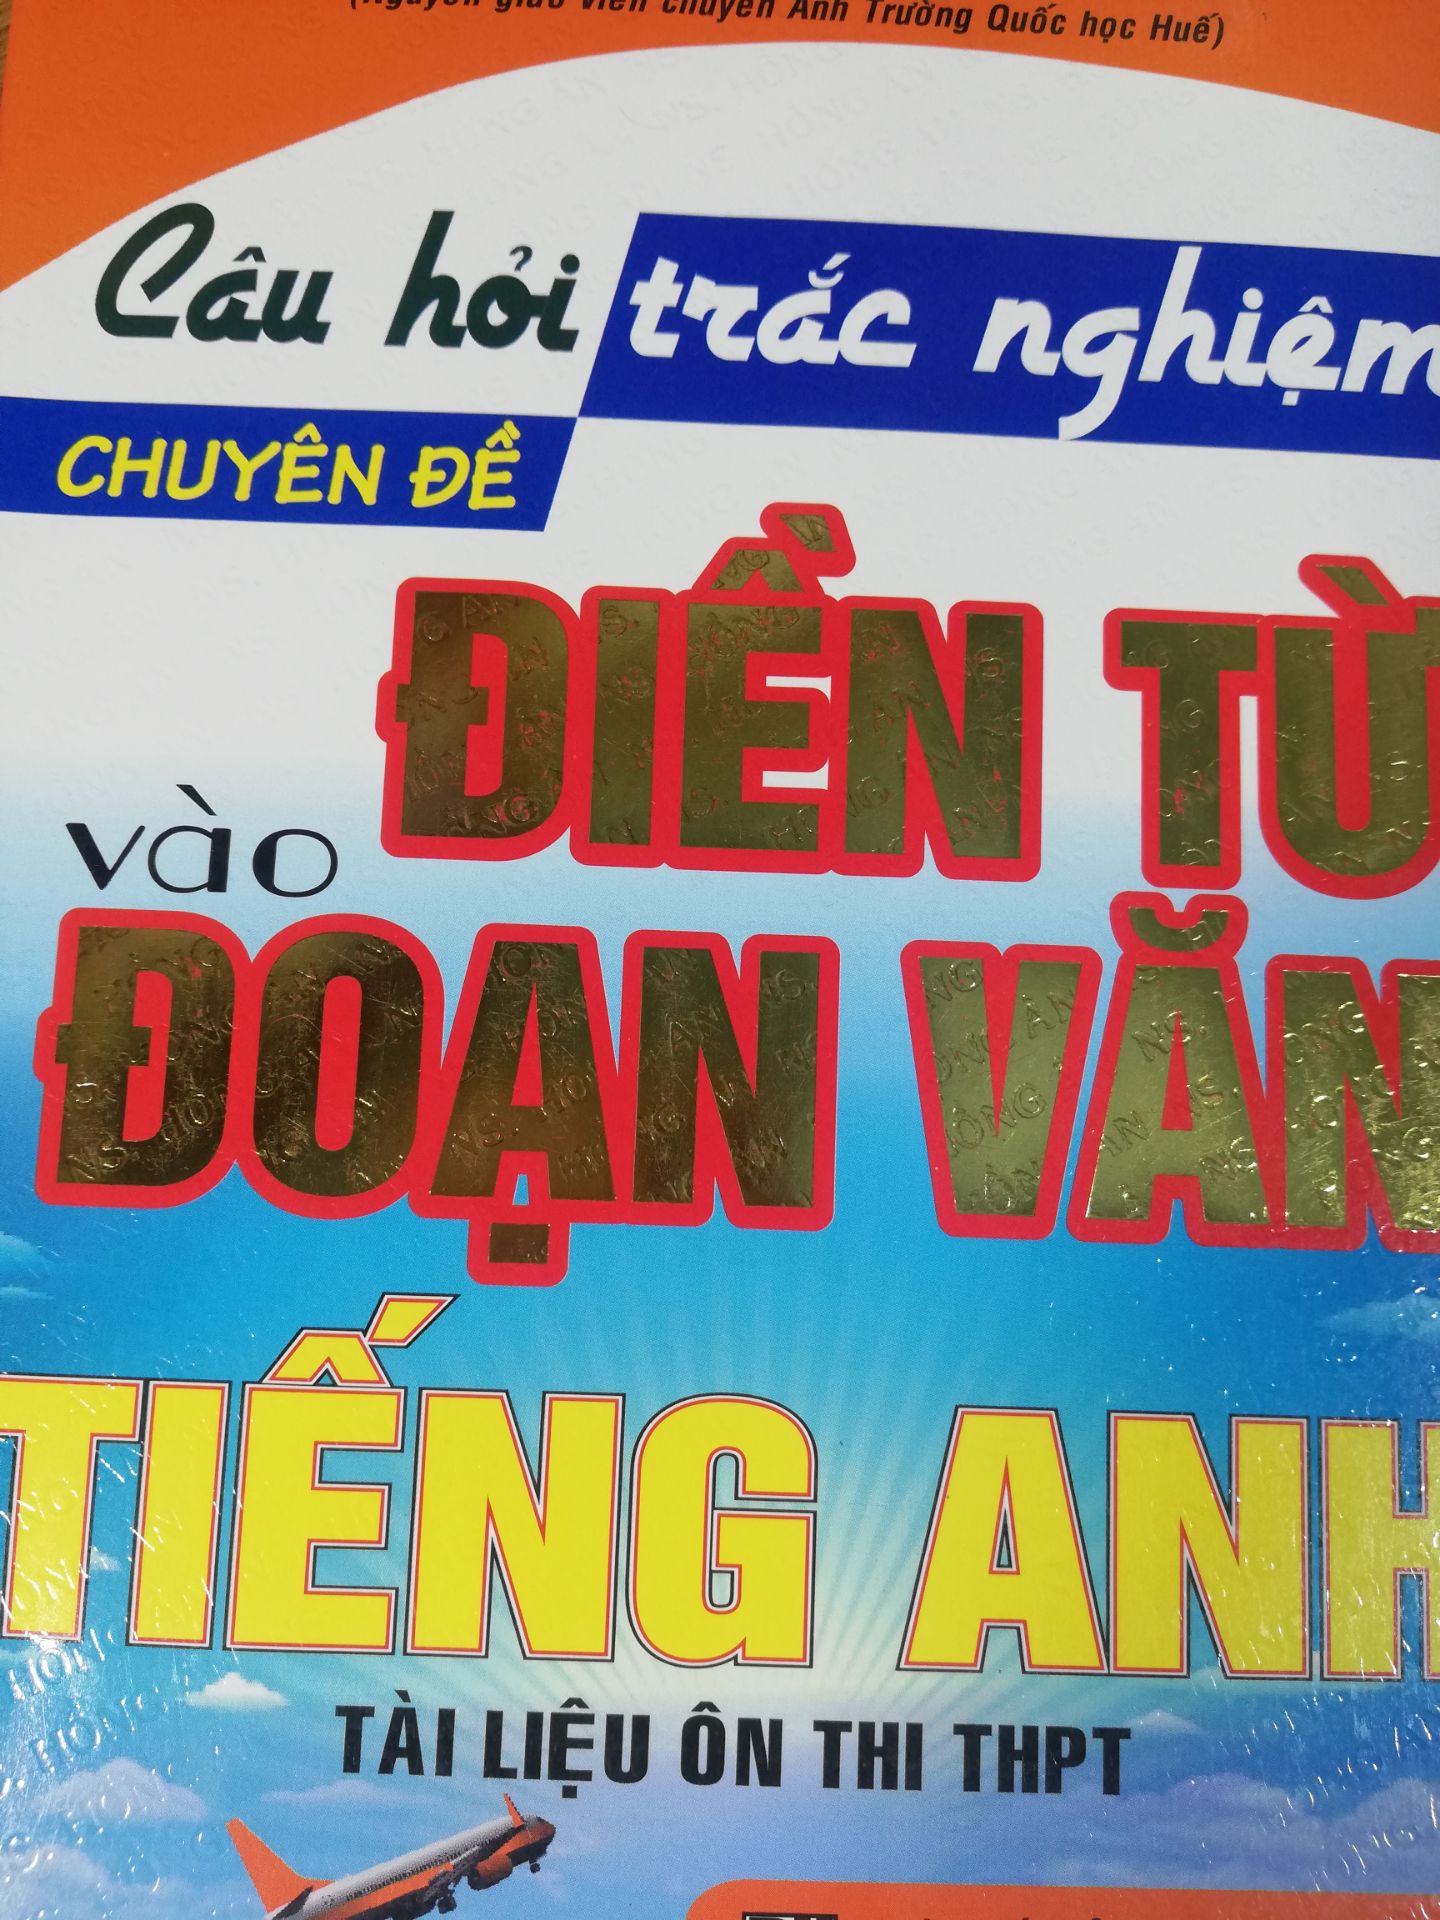 (Nguyên giáo viên chuyên Anh Trường Quốc học Huế)
Câu hỏi trắc nghiệm
CHUYÊN ĐỀ
ĐIỀN TỪ
vào
ĐOẠN VĂN
TIẾNG ANH
TÀI LIỆU ÔN THI THPT